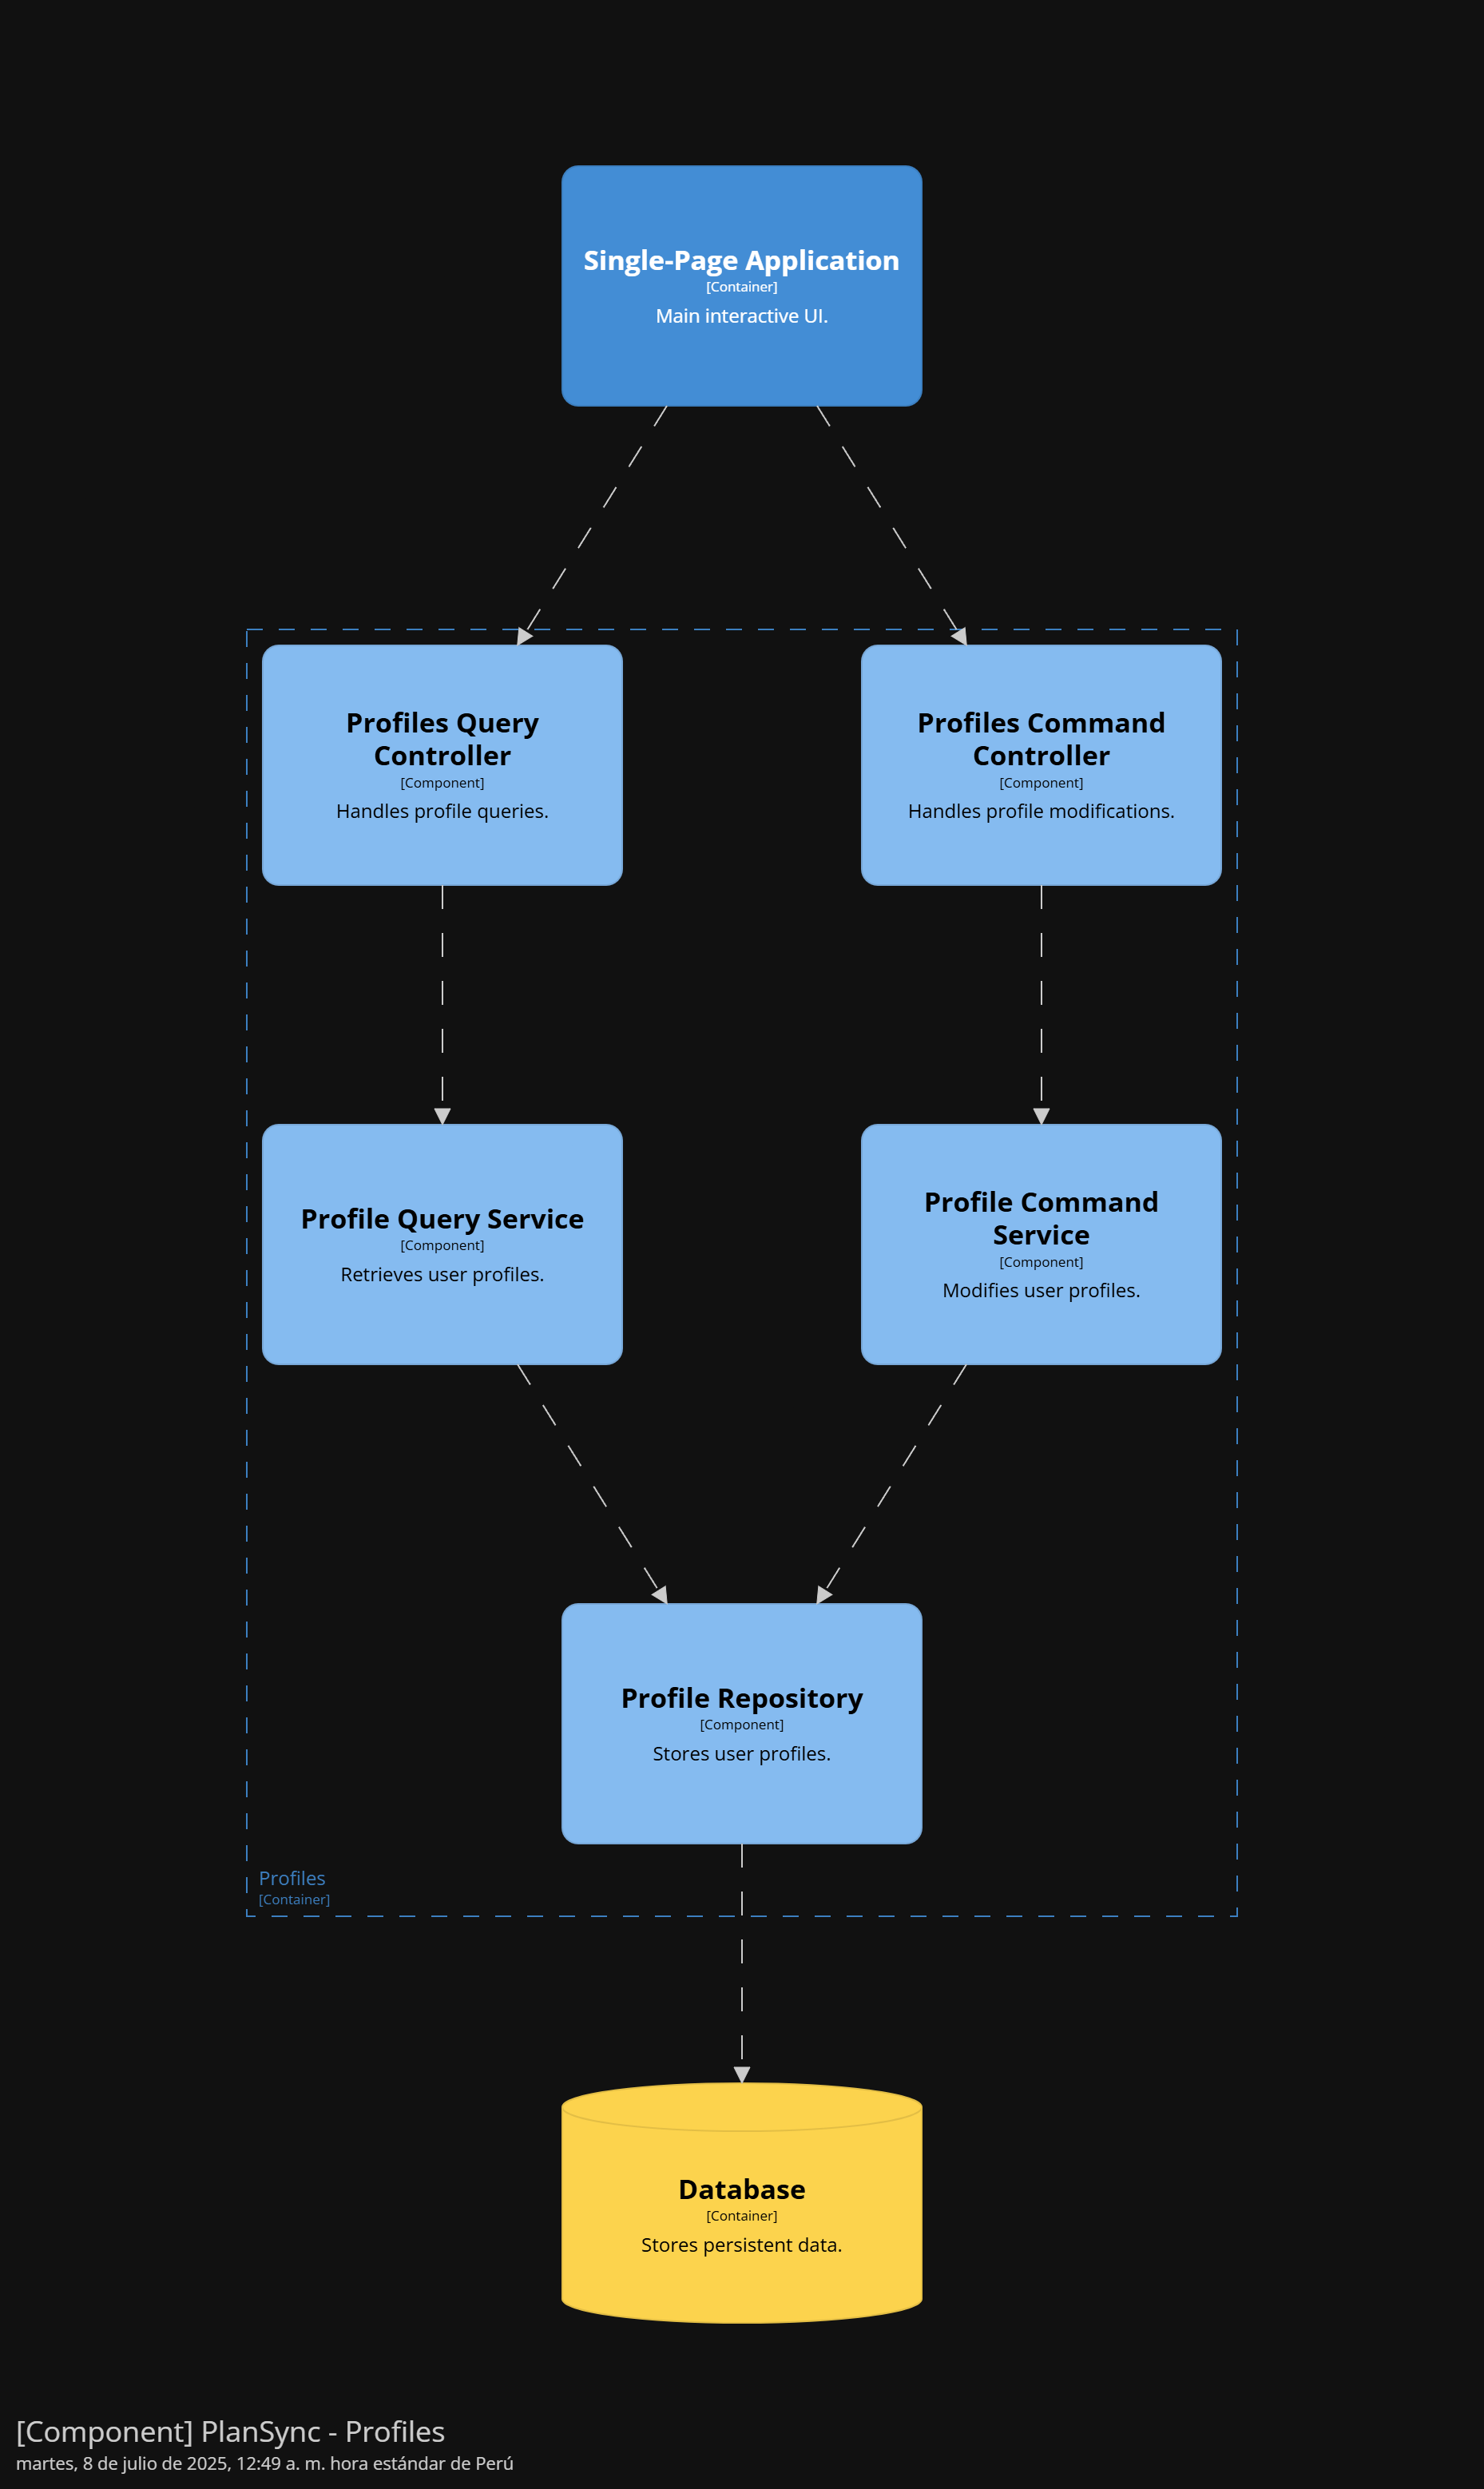 Single-Page Application
[Container]
Main interactive UI.
Profiles Query
Controller
[Component]
Handles profile queries.
Profiles Command
Controller
[Component]
Handles profile modifications.
Profile Query Service
[Component]
Retrieves user profiles.
Profile Command
Service
[Component]
Modifies user profiles.
Profile Repository
[Component]
Stores user profiles.
Profiles
[Container]
Database
[Container]
Stores persistent data.
[Component] PlanSync - Profiles
martes, 8 de julio de 2025, 12:49 a. m. hora estándar de Perú